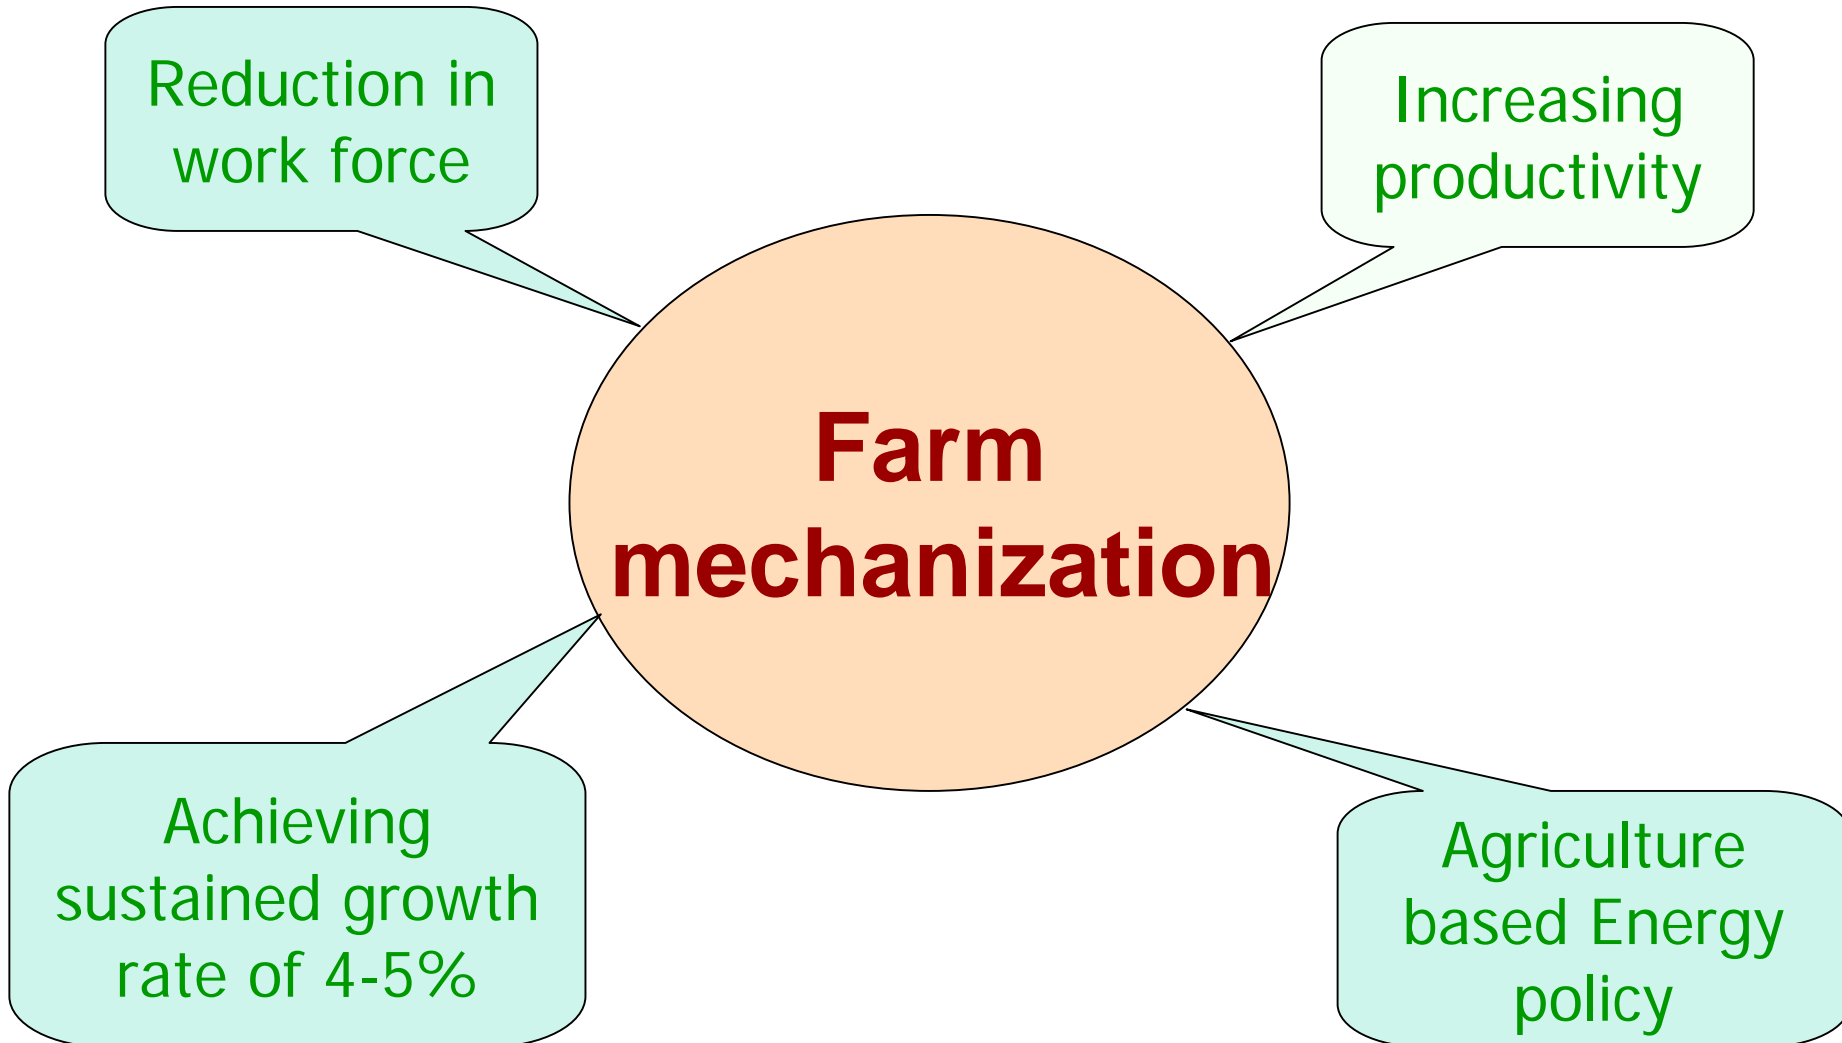 Reduction in
work force
Increasing
productivity
Farm
mechanization
Achieving
sustained growth
rate of 4-5%
Agriculture
based Energy
policy